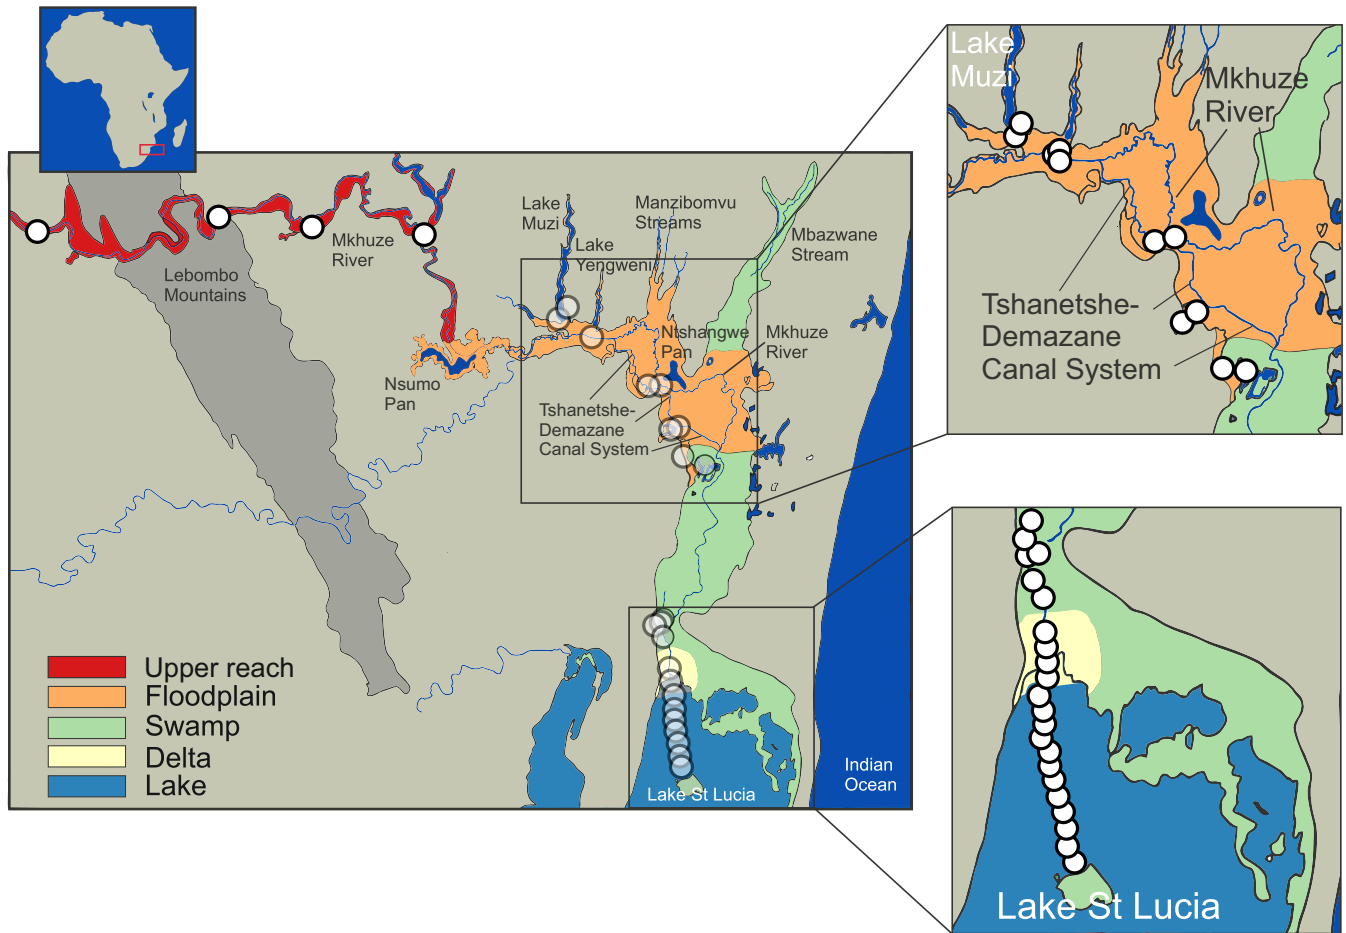 Lake
Muzi
Mkhuze
River
Tshanetshe-
Demazane
Canal System
Lake
Muzi
Manzibomvu
Streams
Lake
Yengweni
Mbazwane
Stream
Mkhuze
River
Lebombo
Mountains
Ntshangwe
Pan
Mkhuze
River
Nsumo
Pan
Tshanetshe-
Demazane
Canal System
Upper reach
Floodplain
Swamp
Delta
Lake
Indian
Ocean
Lake St Lucia
Lake St Lucia